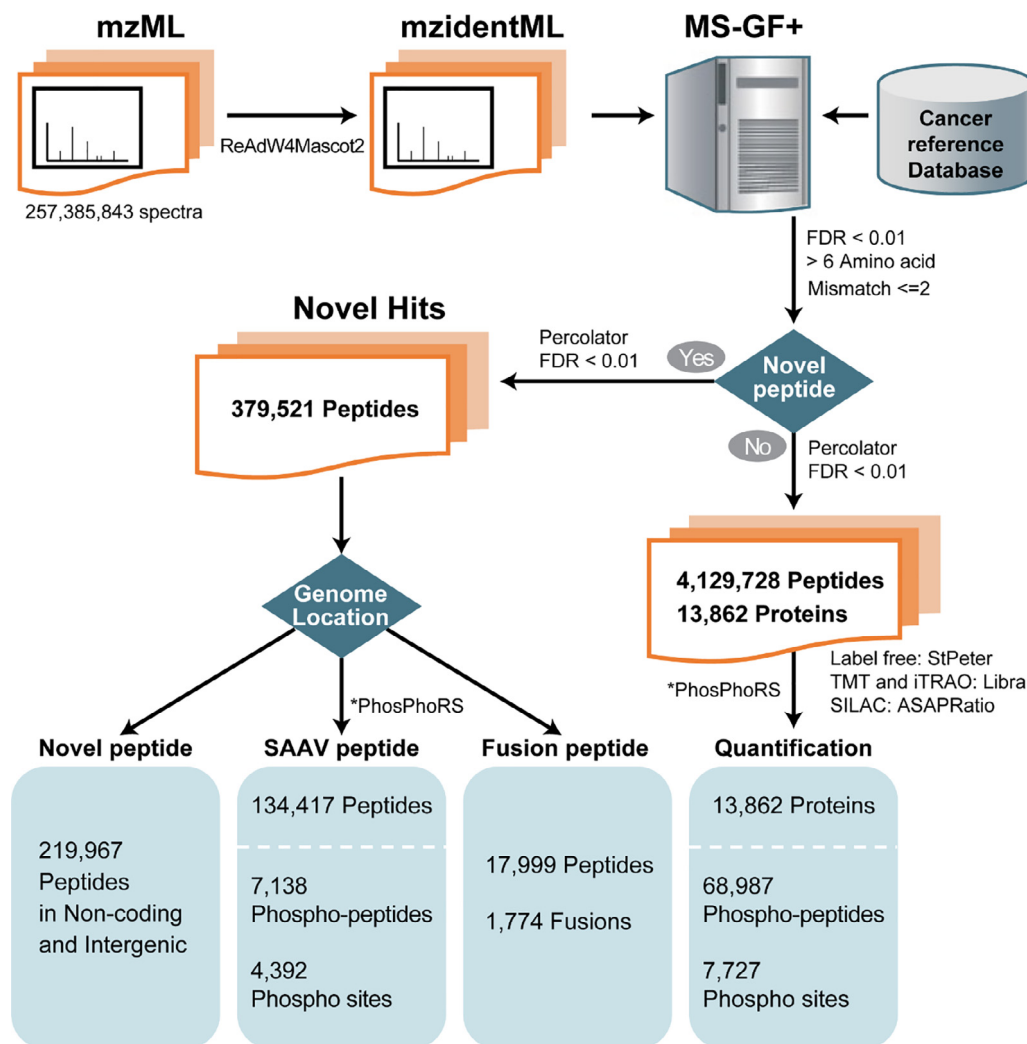 mzML
mzidentML
MS-GF+
ReAdW4Mascot2
257,385,843 spectra
Cancer
reference
Database
FDR < 0.01
> 6 Amino acid
Mismatch <=2
Novel Hits
Percolator
FDR < 0.01
Yes
Novel
peptide
379,521 Peptides
No
Percolator
FDR < 0.01
4,129,728 Peptides
13,862 Proteins
Genome
Location
*PhosPhoRS
*PhosPhoRS
Label free: StPeter
TMT and iTRAO: Libra
SILAC: ASAPRatio
Novel peptide
219,967
Peptides
in Non-coding
and Intergenic
SAAV peptide
134,417 Peptides
7,138
Phospho-peptides
4,392
Phospho sites
Fusion peptide
17,999 Peptides
1,774 Fusions
Quantification
13,862 Proteins
68,987
Phospho-peptides
7,727
Phospho sites